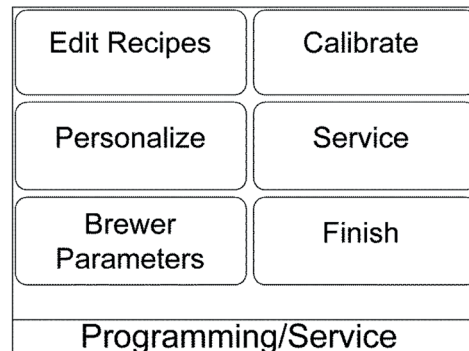 Edit Recipes
Calibrate
Personalize
Service
Brewer
Parameters
Finish
Programming/Service